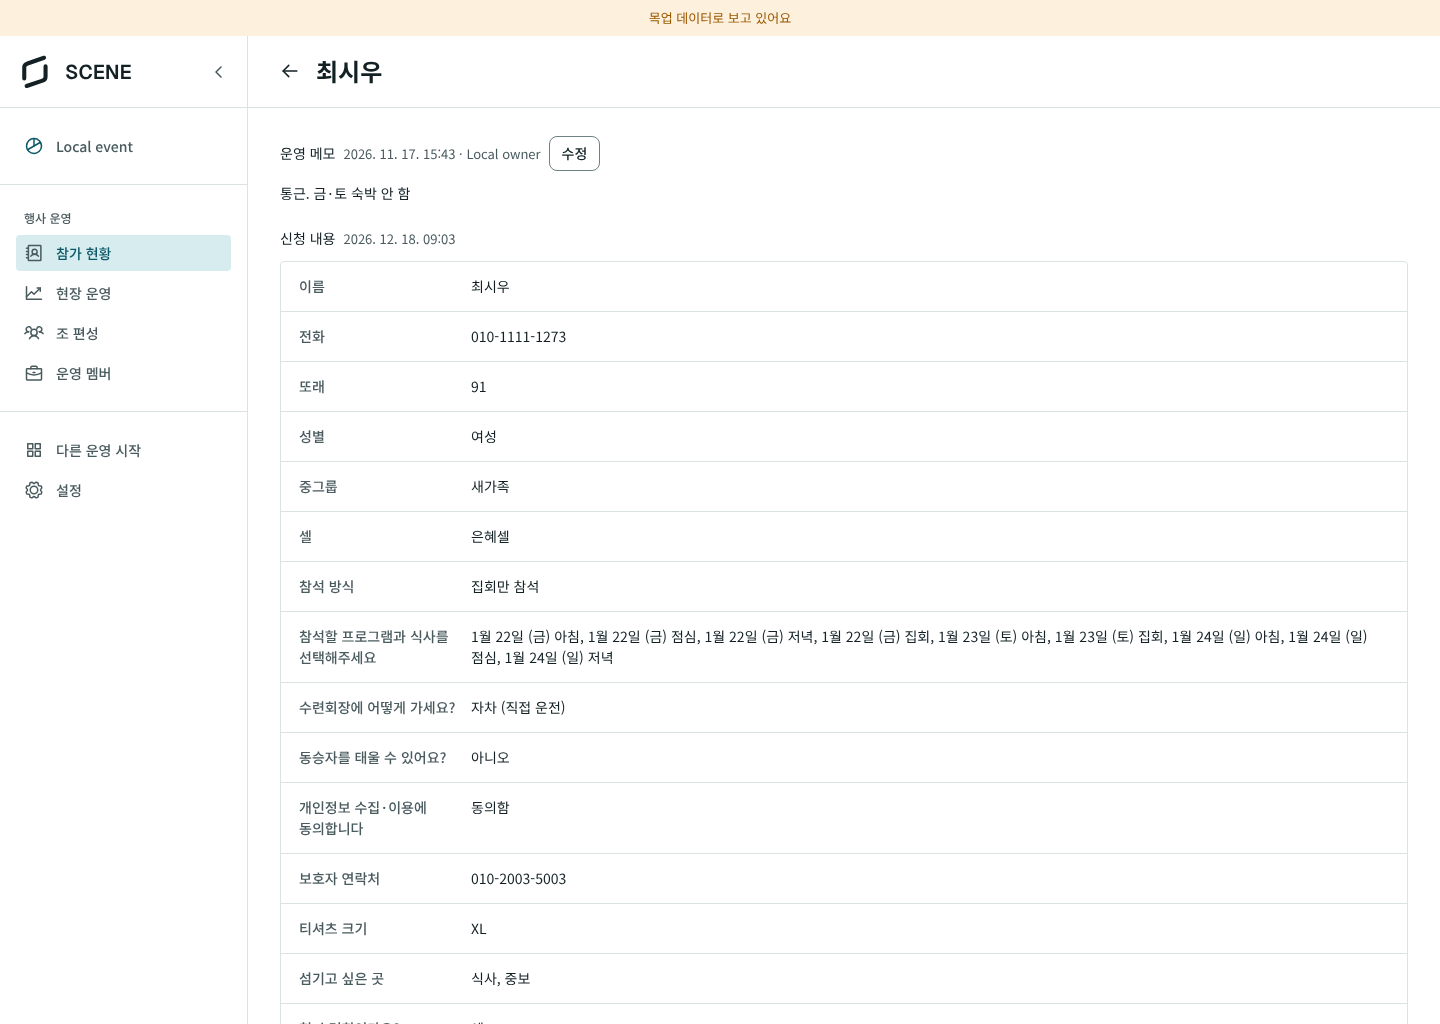 목업 데이터로 보고 있어요
SCENE
최시우
Local event
행사 운영
참가 현황
현장 운영
조 편성
운영 멤버
다른 운영 시작
설정
운영 메모 2026. 11. 17. 15:43 · Local owner 수정
통근. 금·토 숙박 안 함
신청 내용 2026. 12. 18. 09:03
이름 최시우
전화 010-1111-1273
또래 91
성별 여성
중그룹 새가족
셀 은혜셀
참석 방식 집회만 참석
참석할 프로그램과 식사를
선택해주세요
1월 22일 (금) 아침, 1월 22일 (금) 점심, 1월 22일 (금) 저녁, 1월 22일 (금) 집회, 1월 23일 (토) 아침, 1월 23일 (토) 집회, 1월 24일 (일) 아침, 1월 24일 (일)
점심, 1월 24일 (일) 저녁
수련회장에 어떻게 가세요? 자차 (직접 운전)
동승자를 태울 수 있어요? 아니오
개인정보 수집·이용에
동의합니다
동의함
보호자 연락처 010-2003-5003
티셔츠 크기 XL
섬기고 싶은 곳 식사, 중보